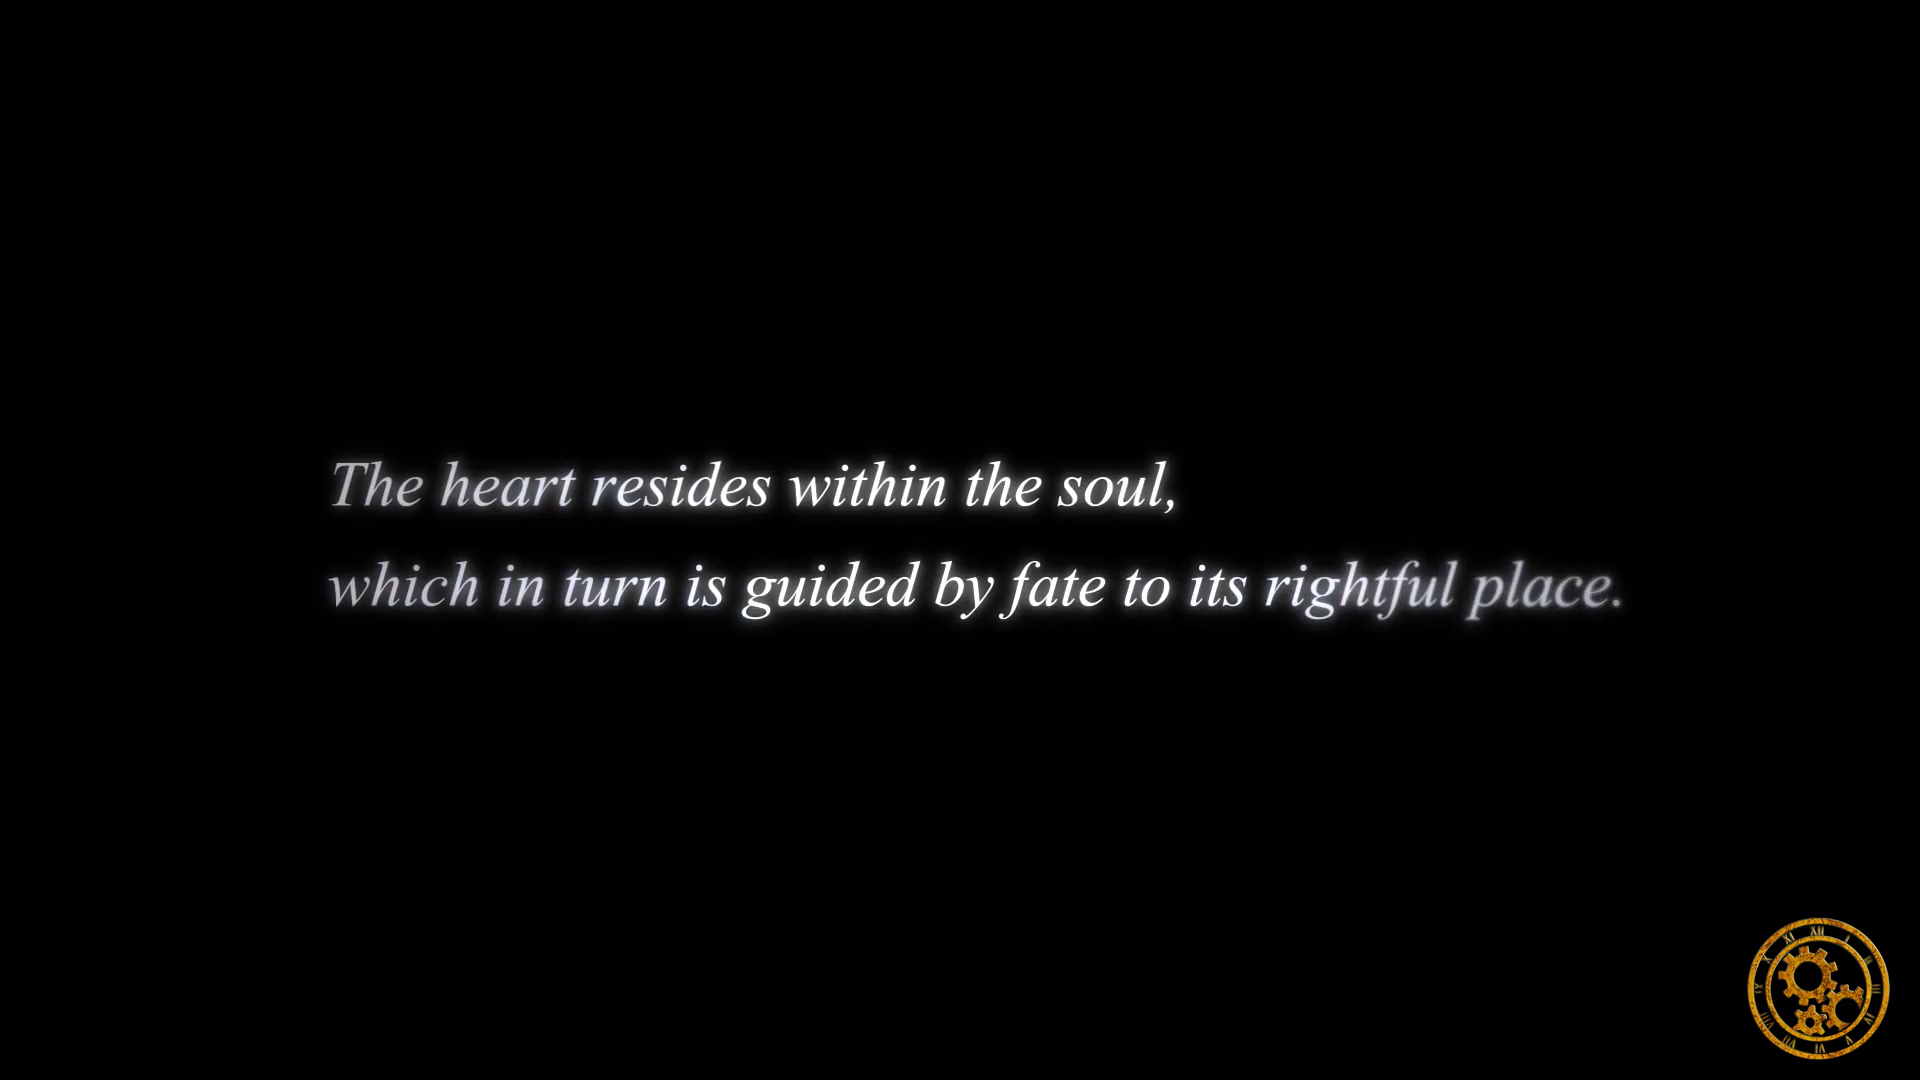 The heart resides within the soul,
which in turn is guided by fate to its rightful place.